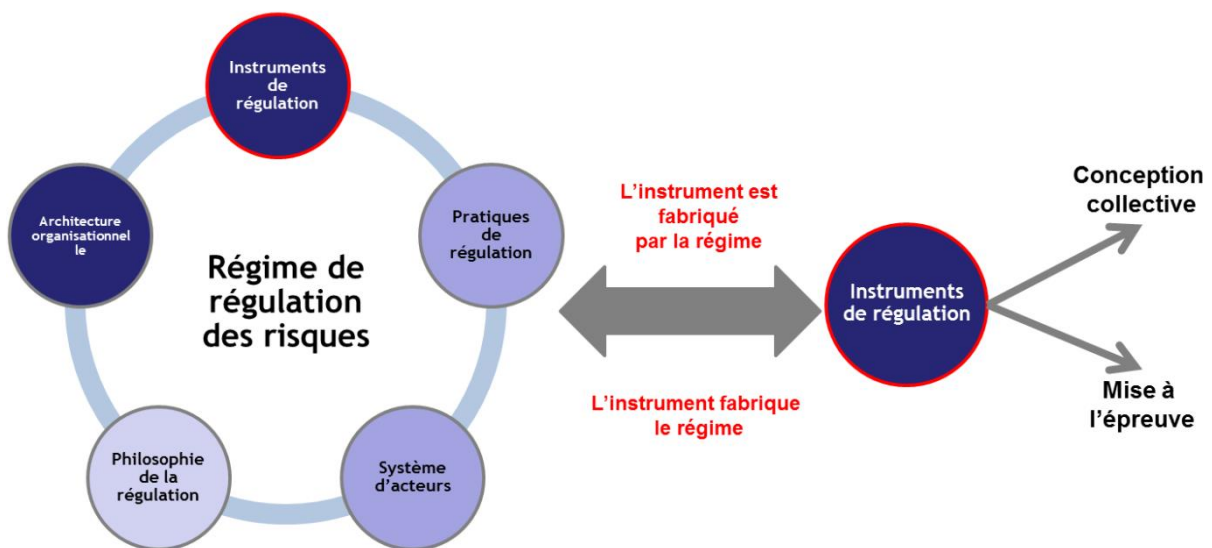 Instruments
de
régulation
Architecture
organisationnel
le
Pratiques
de
régulation
Régime de
régulation
des risques
Philosophie
de la
régulation
Système
d'acteurs
L'instrument est
fabriqué
par la régime
L'instrument fabrique
le régime
Instruments
de régulation
Conception
collective
Mise à
l'épreuve